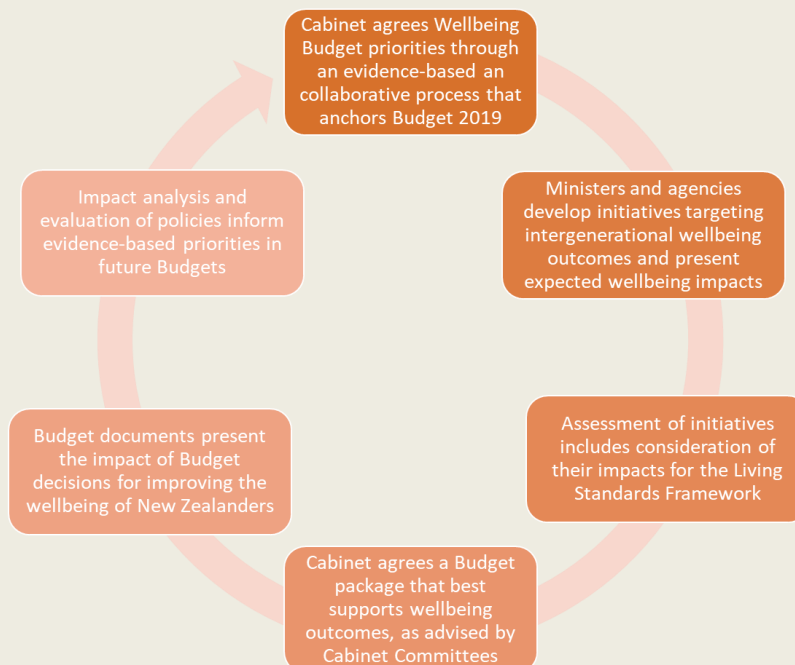 Cabinet agrees Wellbeing
Budget priorities through
an evidence-based an
collaborative process that
anchors Budget 2019
Ministers and agencies
develop initiatives targeting
intergenerational wellbeing
outcomes and present
expected wellbeing impacts
Assessment of initiatives
includes consideration of
their impacts for the Living
Standards Framework
Cabinet agrees a Budget
package that best
supports wellbeing
outcomes, as advised by
Cabinet Committees
Budget documents present
the impact of Budget
decisions for improving the
wellbeing of New Zealanders
Impact analysis and
evaluation of policies inform
evidence-based priorities in
future Budgets